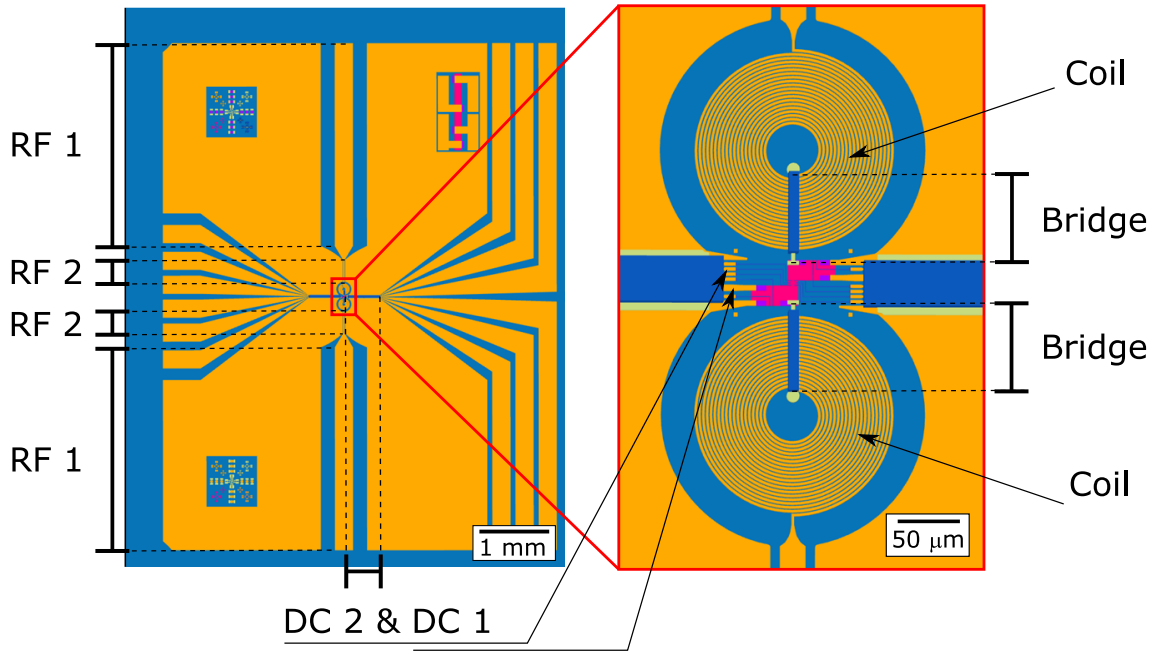 RF 1
RF 2
RF 2
RF 1
1 mm
DC 2 & DC 1
Coil
Bridge
Bridge
Coil
50 μm